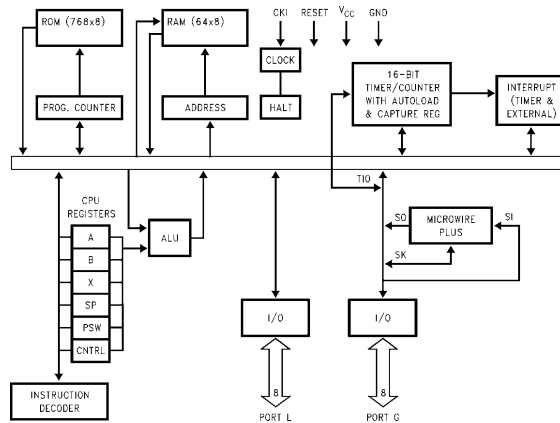 ROM (768x8)
RAM (64x8)
CKI
RESET
VCC
GND
CLOCK
HALT
PROG. COUNTER
ADDRESS
16-BIT
TIMER/COUNTER
WITH AUTOLOAD
& CAPTURE REG
INTERRUPT
(TIMER &
EXTERNAL)
TIO
CPU
REGISTERS
A
B
X
SP
PSW
CNTRL
ALU
SO
MICROWIRE
PLUS
SI
SK
I/O
I/O
INSTRUCTION
DECODER
8
8
PORT L
PORT G